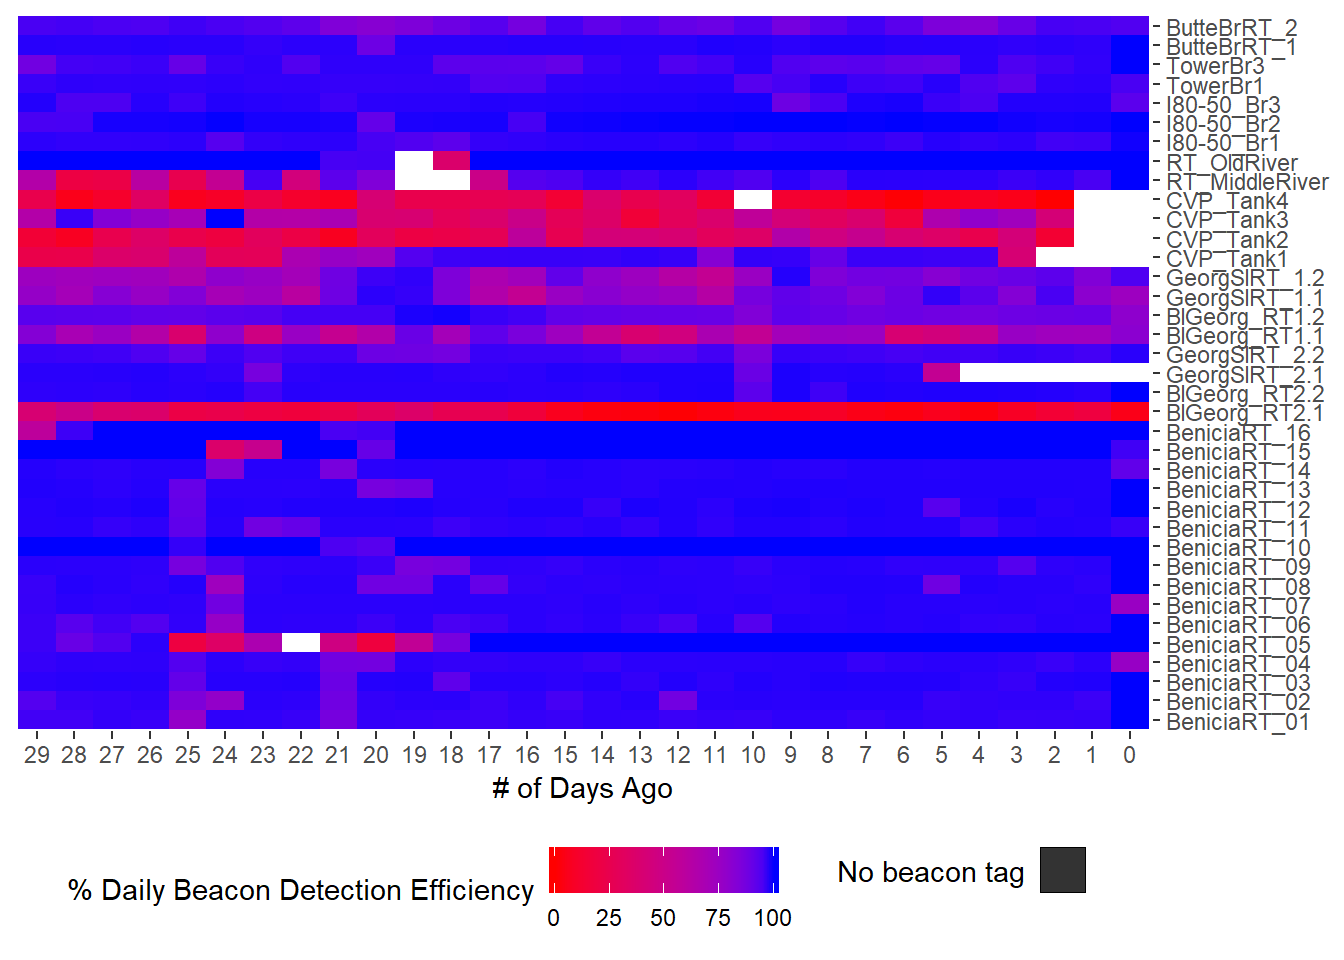 ButteBrRT_2
ButteBrRT_1
TowerBr3
TowerBr1
I80-50_Br3
I80-50_Br2
I80-50_Br1
RT_OldRiver
RT_MiddleRiver
CVP_Tank4
CVP_Tank3
CVP_Tank2
CVP_Tank1
GeorgSlRT_1.2
GeorgSlRT_1.1
BlGeorg_RT1.2
BlGeorg_RT1.1
GeorgSlRT_2.2
GeorgSlRT_2.1
BlGeorg_RT2.2
BlGeorg_RT2.1
BeniciaRT_16
BeniciaRT_15
BeniciaRT_14
BeniciaRT_13
BeniciaRT_12
BeniciaRT_11
BeniciaRT_10
BeniciaRT_09
BeniciaRT_08
BeniciaRT_07
BeniciaRT_06
BeniciaRT_05
BeniciaRT_04
BeniciaRT_03
BeniciaRT_02
BeniciaRT_01
29 28 27 26 25 24 23 22 21 20 19 18 17 16 15 14 13 12 11 10 9 8 7 6 5 4 3 2 1 0
# of Days Ago
% Daily Beacon Detection Efficiency
0 25 50 75 100
No beacon tag